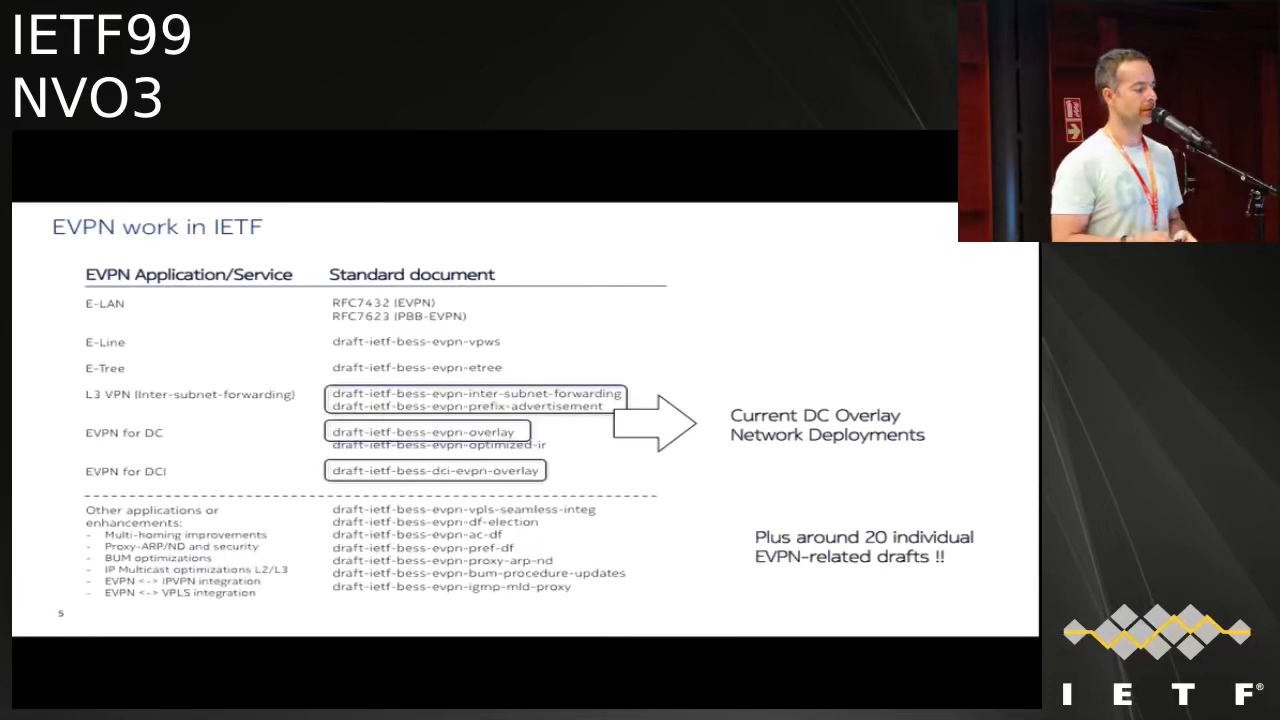 IETF99
NVO3
EVPN work in IETF
EVPN Application/Service Standard document
E-LAN RFC7432 (EVPN)
RFC7623 (PBB-EVPN)
E-Line draft-ietf-bess-evpn-vpws
E-Tree draft-ietf-bess-evpn-etree
L3 VPN (Inter-subnet-forwarding) draft-ietf-bess-evpn-inter-subnet-forwarding
draft-ietf-bess-evpn-prefix-advertisement
Current DC Overlay
Network Deployments
EVPN for DC draft-ietf-bess-evpn-overlay
draft-ietf-bess-evpn-optimized-ir
EVPN for DCI draft-ietf-bess-dci-evpn-overlay
Other applications or
enhancements:
- Multi-homing improvements
- Proxy-ARP/ND and security
- BUM optimizations
- IP Multicast optimizations L2/L3
- EVPN <-> IPVPN integration
- EVPN <-> VPLS integration
draft-ietf-bess-evpn-vpls-seamless-integ
draft-ietf-bess-evpn-df-election
draft-ietf-bess-evpn-ac-df
draft-ietf-bess-evpn-pref-df
draft-ietf-bess-evpn-proxy-arp-nd
draft-ietf-bess-evpn-bum-procedure-updates
draft-ietf-bess-evpn-igmp-mld-proxy
Plus around 20 individual
EVPN-related drafts !!
5
I E T F®